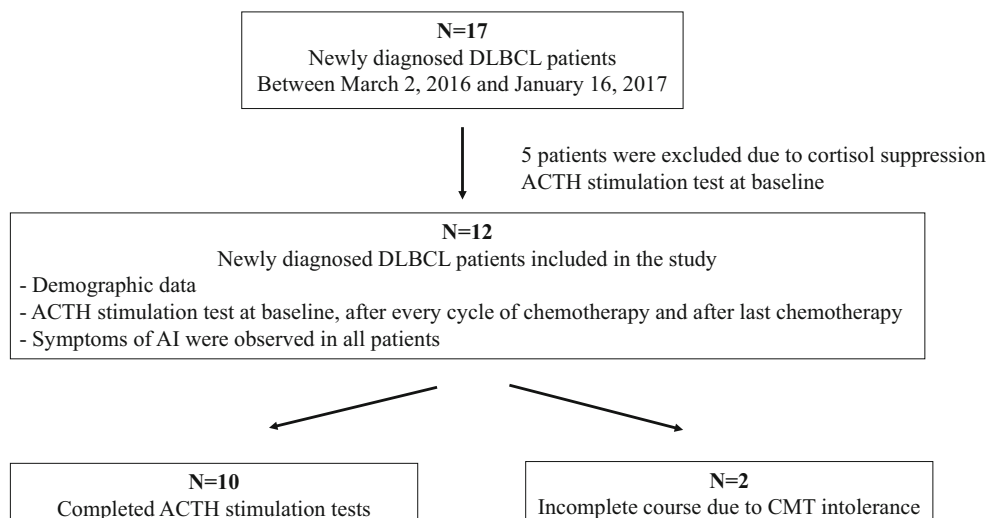 N=17
Newly diagnosed DLBCL patients
Between March 2, 2016 and January 16, 2017
5 patients were excluded due to cortisol suppression
ACTH stimulation test at baseline
N=12
Newly diagnosed DLBCL patients included in the study
- Demographic data
- ACTH stimulation test at baseline, after every cycle of chemotherapy and after last chemotherapy
- Symptoms of AI were observed in all patients
N=10
Completed ACTH stimulation tests
N=2
Incomplete course due to CMT intolerance